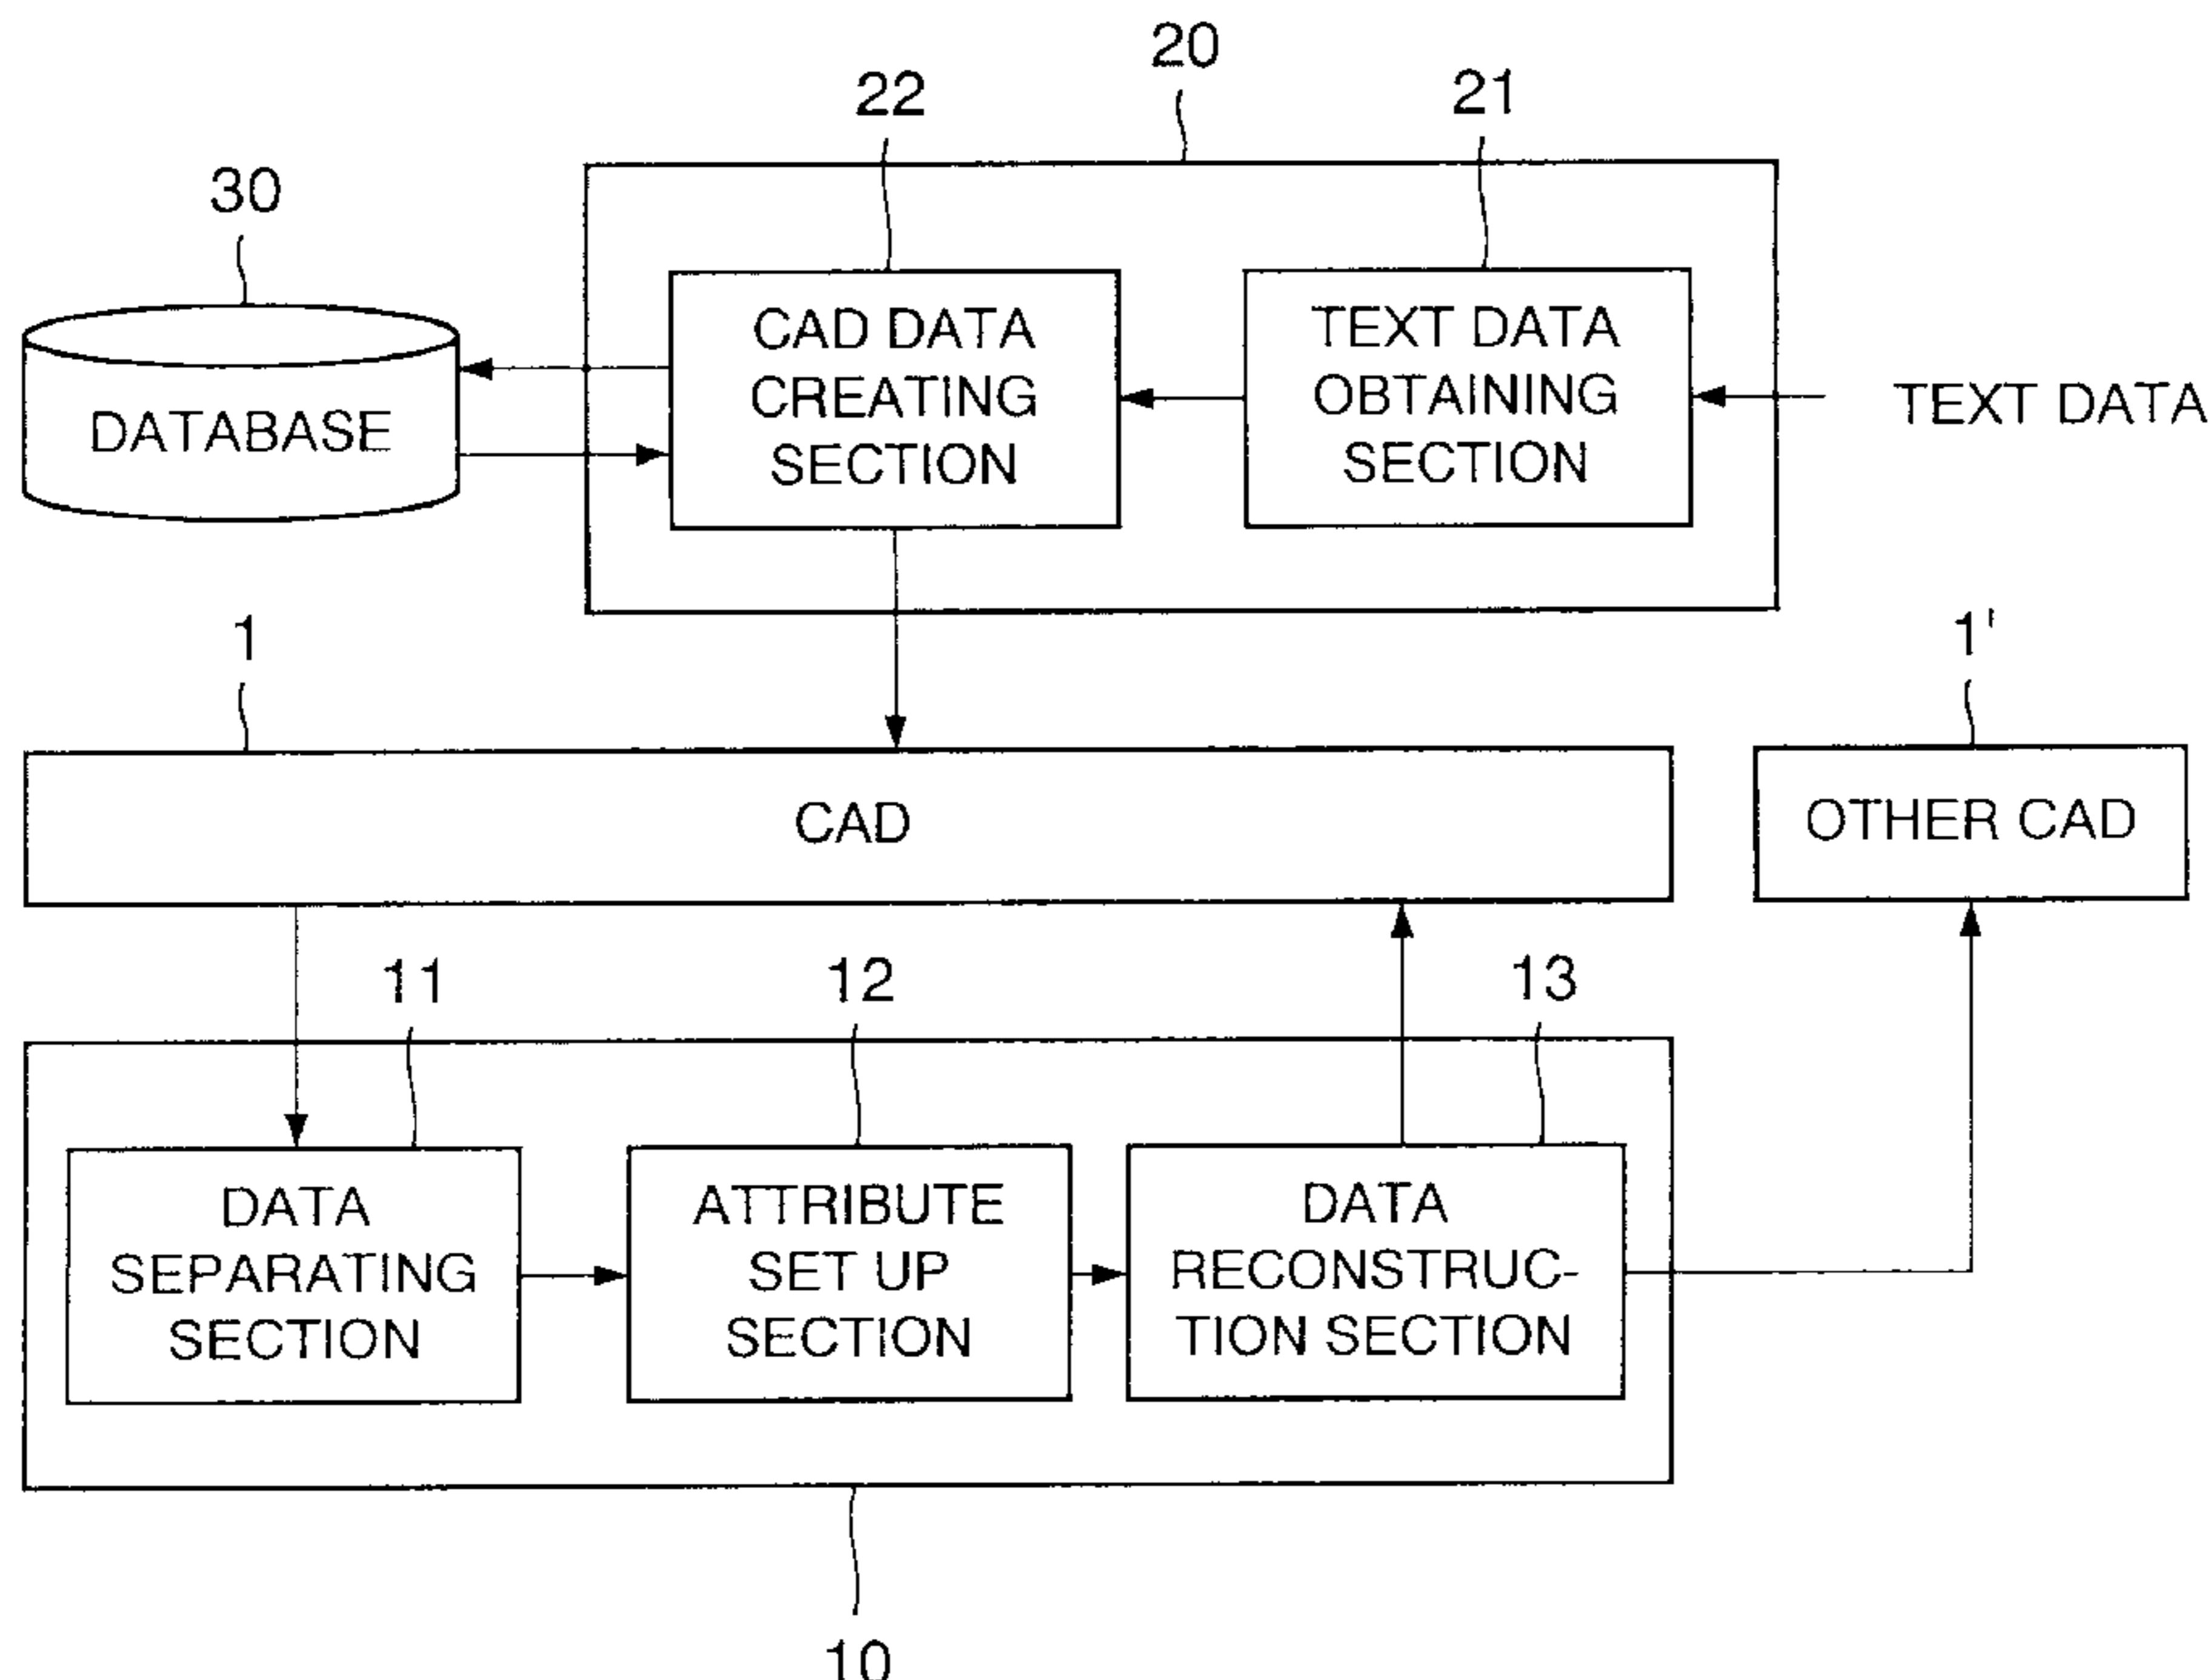 20
22
21
30
CAD DATA
CREATING
SECTION
TEXT DATA
OBTAINING
SECTION
TEXT DATA
DATABASE
1
1'
CAD
OTHER CAD
11
12
13
DATA
SEPARATING
SECTION
ATTRIBUTE
SET UP
SECTION
DATA
RECONSTRUC-
TION SECTION
10